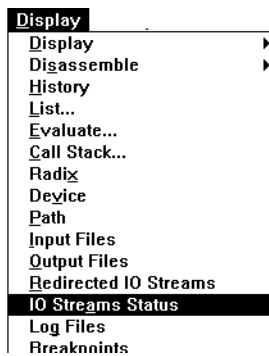 Display
Display
Disassemble
History
List...
Evaluate...
Call Stack...
Radix
Device
Path
Input Files
Output Files
Redirected IO Streams
IO Streams Status
Log Files
Breakpoints